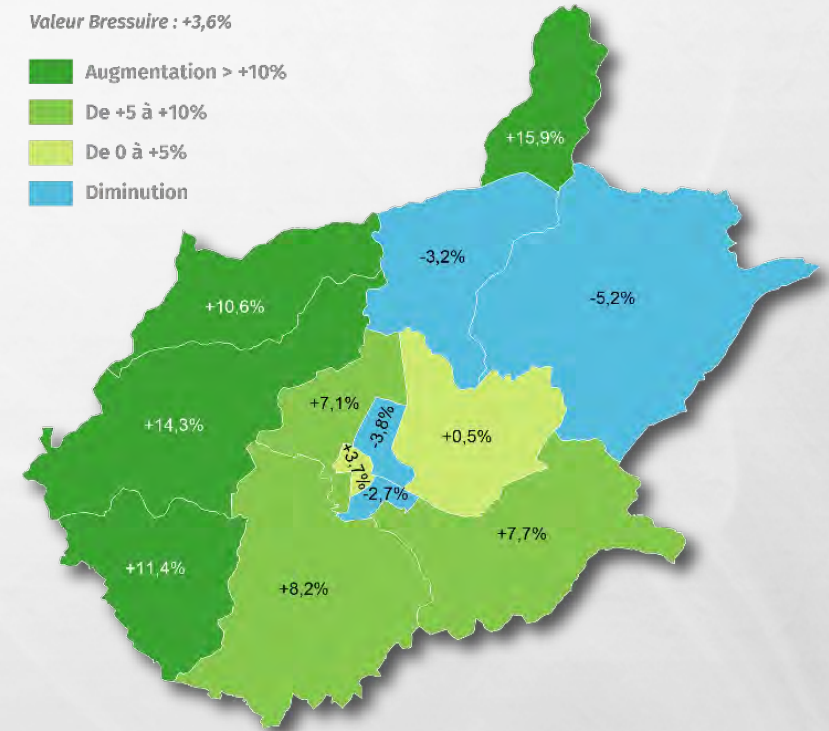 Valeur Bressuire : +3,6%
Augmentation > +10%
De +5 à +10%
De 0 à +5%
Diminution
+15,9%
-3,2%
-5,2%
+10,6%
+7,1%
-3,8%
+14,3%
+0,5%
+3,7%
-2,7%
+7,7%
+11,4%
+8,2%